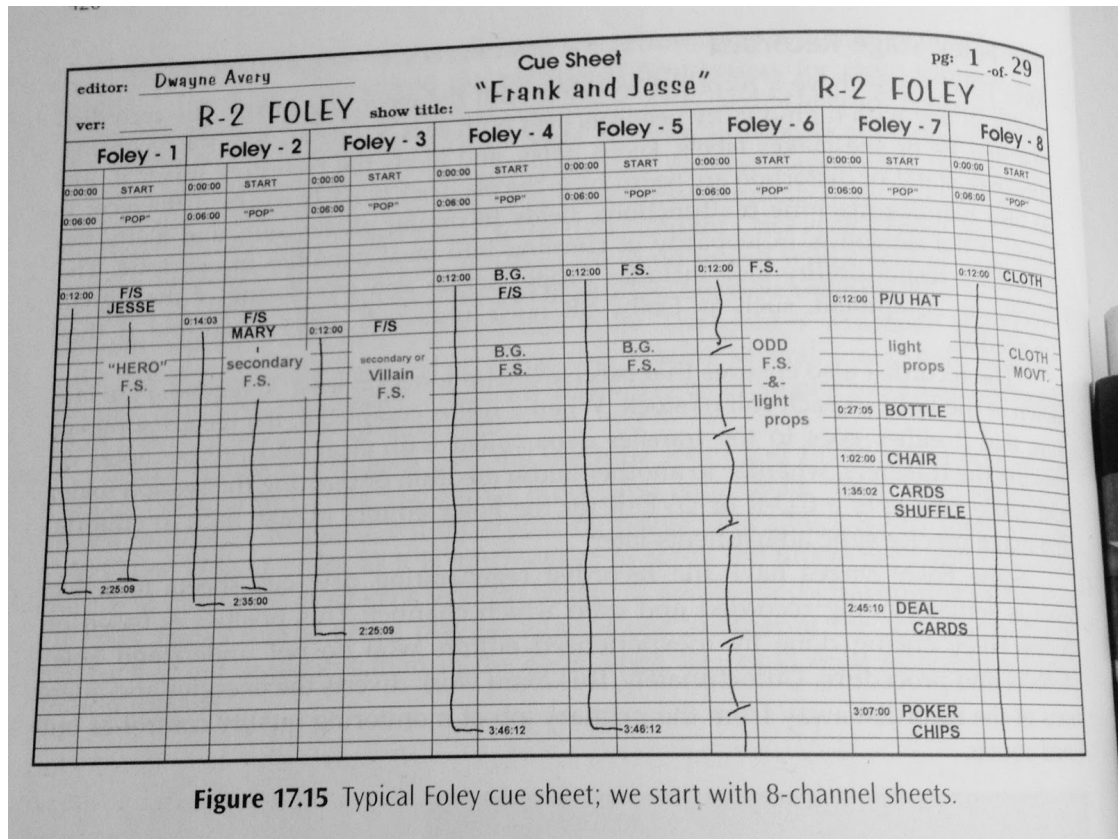 Cue Sheet
pg: 1 -of- 29
editor: Dwayne Avery
ver: R-2 FOLEY show title: "Frank and Jesse" R-2 FOLEY
Foley - 1 Foley - 2 Foley - 3 Foley - 4 Foley - 5 Foley - 6 Foley - 7 Foley - 8
0:00:00 START 0:00:00 START 0:00:00 START 0:00:00 START 0:00:00 START 0:00:00 START 0:00:00 START 0:00:00 START
0:06:00 "POP" 0:06:00 "POP" 0:06:00 "POP" 0:06:00 "POP" 0:06:00 "POP" 0:06:00 "POP" 0:06:00 "POP" 0:06:00 "POP"
0:12:00 B.G. 0:12:00 F.S. 0:12:00 F.S. 0:12:00 CLOTH
0:12:00 F/S F/S 0:12:00 P/U HAT
JESSE
0:14:03 F/S 0:12:00 F/S
MARY
B.G. B.G. ODD light CLOTH
"HERO" secondary secondary or F.S. F.S. F.S. props MOVT.
F.S. F.S. Villain -&-
F.S. light 0:27:05 BOTTLE
props
1:02:00 CHAIR
1:35:02 CARDS
SHUFFLE
2:25:09 2:35:00 2:45:10 DEAL
2:25:09 CARDS
3:07:00 POKER
3:46:12 3:46:12 CHIPS
Figure 17.15 Typical Foley cue sheet; we start with 8-channel sheets.